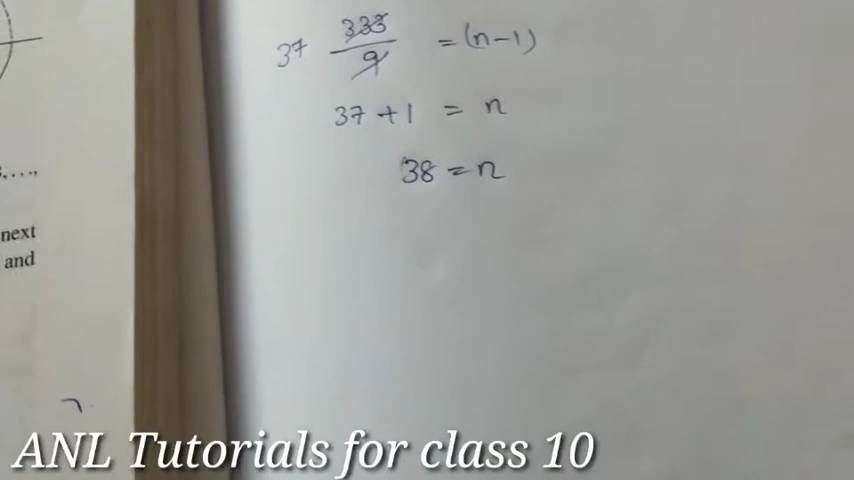 37 333/9 = (n-1)
37 + 1 = n
38 = n
,....,
next
and
ANL Tutorials for class 10